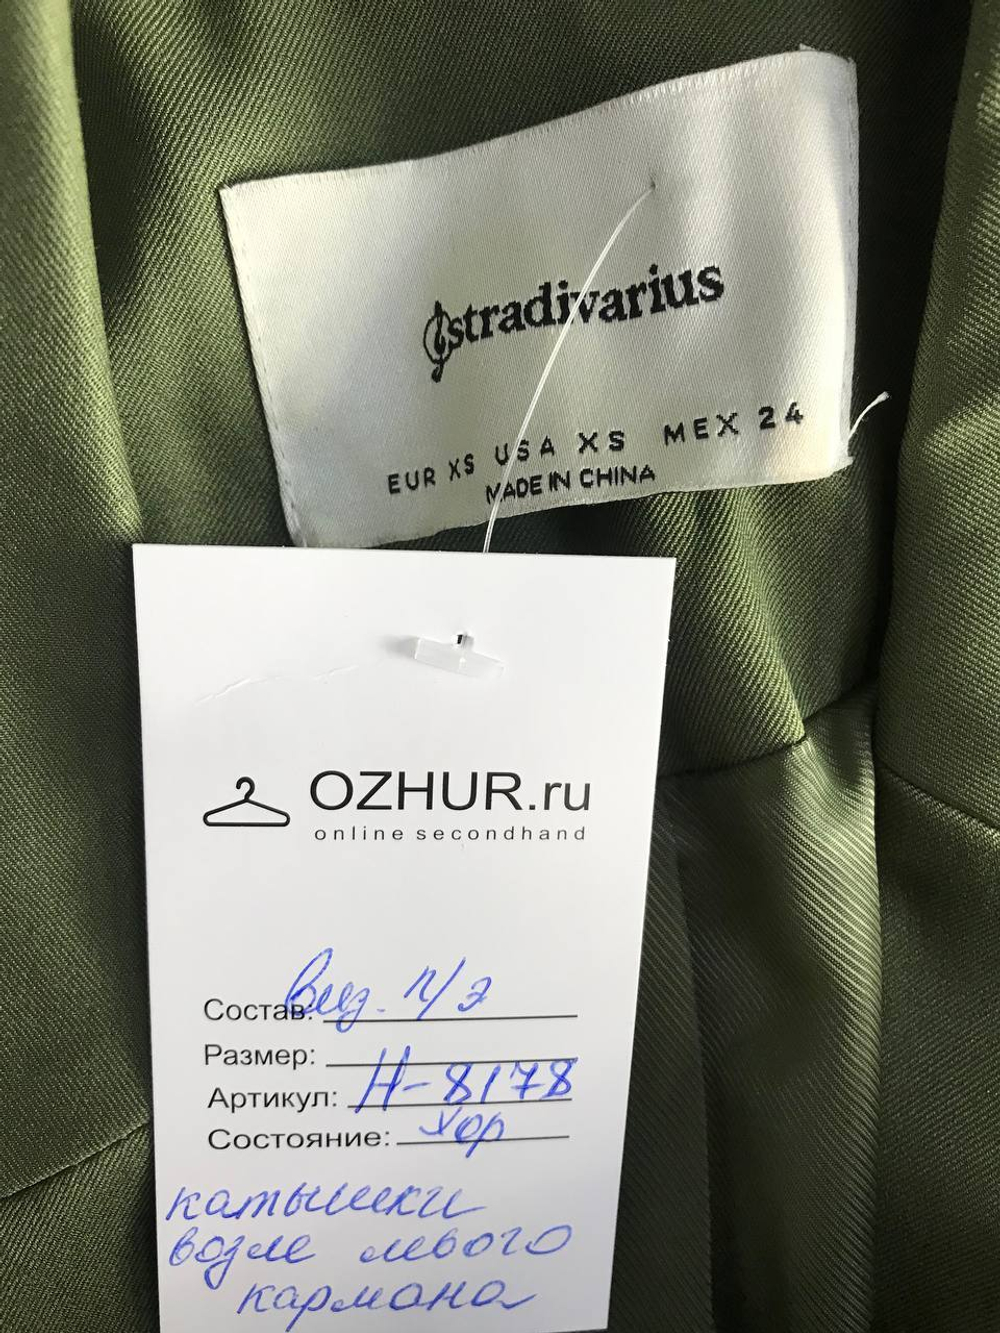 stradivarius
EUR XS USA XS MEX 24
MADE IN CHINA
OZHUR.ru
online secondhand
Состав: Виз. п/э
Размер:
Артикул: Н-8178
Состояние: Хор
катышки
возле левого
кармана